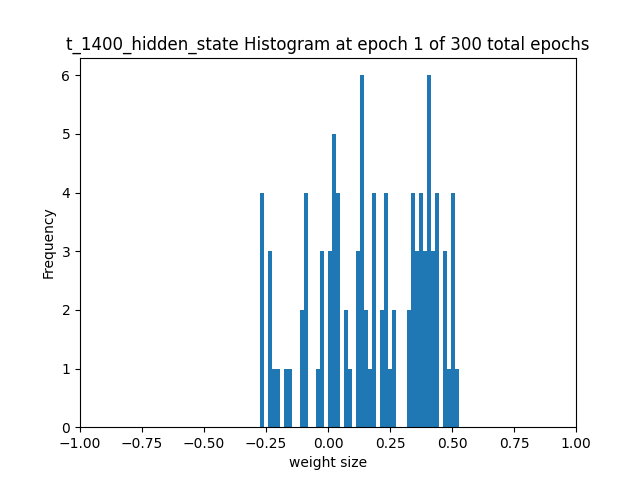 t_1400_hidden_state Histogram at epoch 1 of 300 total epochs
6
5
4
3
2
1
0
Frequency
−1.00 −0.75 −0.50 −0.25 0.00 0.25 0.50 0.75 1.00
weight size